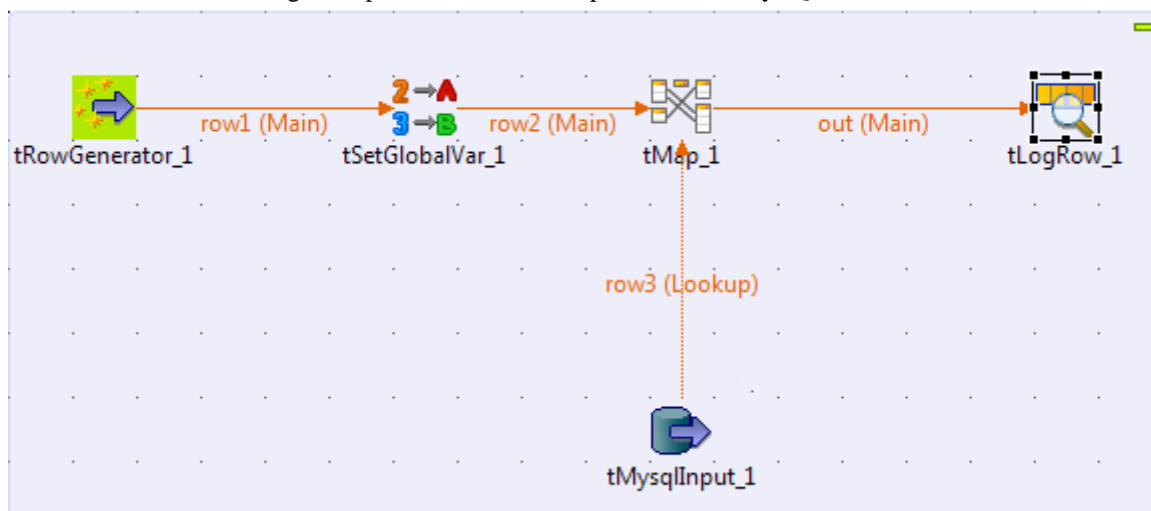 row1 (Main)
row2 (Main)
out (Main)
tRowGenerator_1
tSetGlobalVar_1
tMap_1
tLogRow_1
row3 (Lookup)
tMysqlInput_1